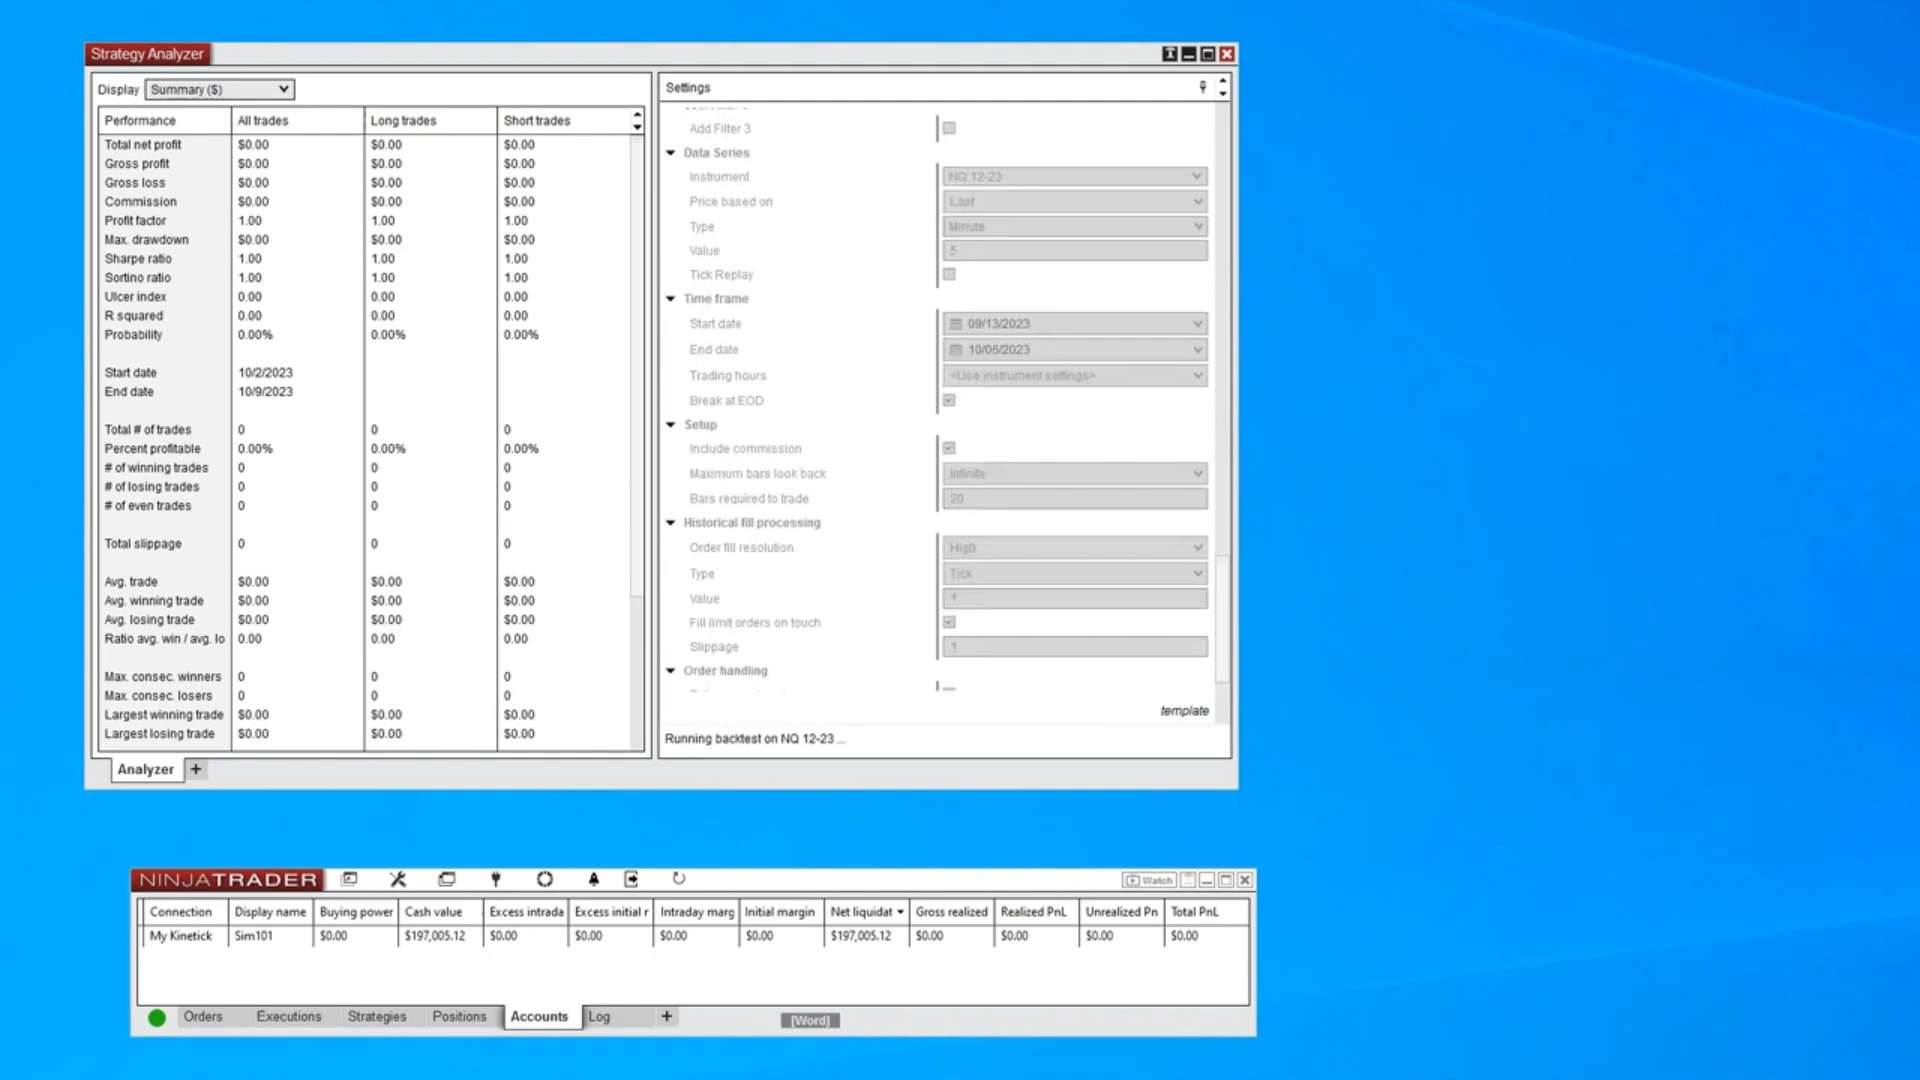 Strategy Analyzer
Display Summary ($)
Performance All trades Long trades Short trades
Total net profit $0.00 $0.00 $0.00
Gross profit $0.00 $0.00 $0.00
Gross loss $0.00 $0.00 $0.00
Commission $0.00 $0.00 $0.00
Profit factor 1.00 1.00 1.00
Max. drawdown $0.00 $0.00 $0.00
Sharpe ratio 1.00 1.00 1.00
Sortino ratio 1.00 1.00 1.00
Ulcer index 0.00 0.00 0.00
R squared 0.00 0.00 0.00
Probability 0.00% 0.00% 0.00%
Start date 10/2/2023
End date 10/9/2023
Total # of trades 0 0 0
Percent profitable 0.00% 0.00% 0.00%
# of winning trades 0 0 0
# of losing trades 0 0 0
# of even trades 0 0 0
Total slippage 0 0 0
Avg. trade $0.00 $0.00 $0.00
Avg. winning trade $0.00 $0.00 $0.00
Avg. losing trade $0.00 $0.00 $0.00
Ratio avg. win / avg. lo 0.00 0.00 0.00
Max. consec. winners 0 0 0
Max. consec. losers 0 0 0
Largest winning trade $0.00 $0.00 $0.00
Largest losing trade $0.00 $0.00 $0.00
Analyzer +
Settings
Add Filter 3
Data Series
Instrument NQ 12-23
Price based on Last
Type Minute
Value 5
Tick Replay
Time frame
Start date 09/13/2023
End date 10/06/2023
Trading hours <Use instrument settings>
Break at EOD
Setup
Include commission
Maximum bars look back Infinite
Bars required to trade 20
Historical fill processing
Order fill resolution High
Type Tick
Value 1
Fill limit orders on touch
Slippage 1
Order handling
template
Running backtest on NQ 12-23 ...
NINJATRADER Watch
Connection Display name Buying power Cash value Excess intrada Excess initial r Intraday marg Initial margin Net liquidat Gross realized Realized PnL Unrealized Pn Total PnL
My Kinetick Sim101 $0.00 $197,005.12 $0.00 $0.00 $0.00 $0.00 $197,005.12 $0.00 $0.00 $0.00 $0.00
Orders Executions Strategies Positions Accounts Log + [Word]